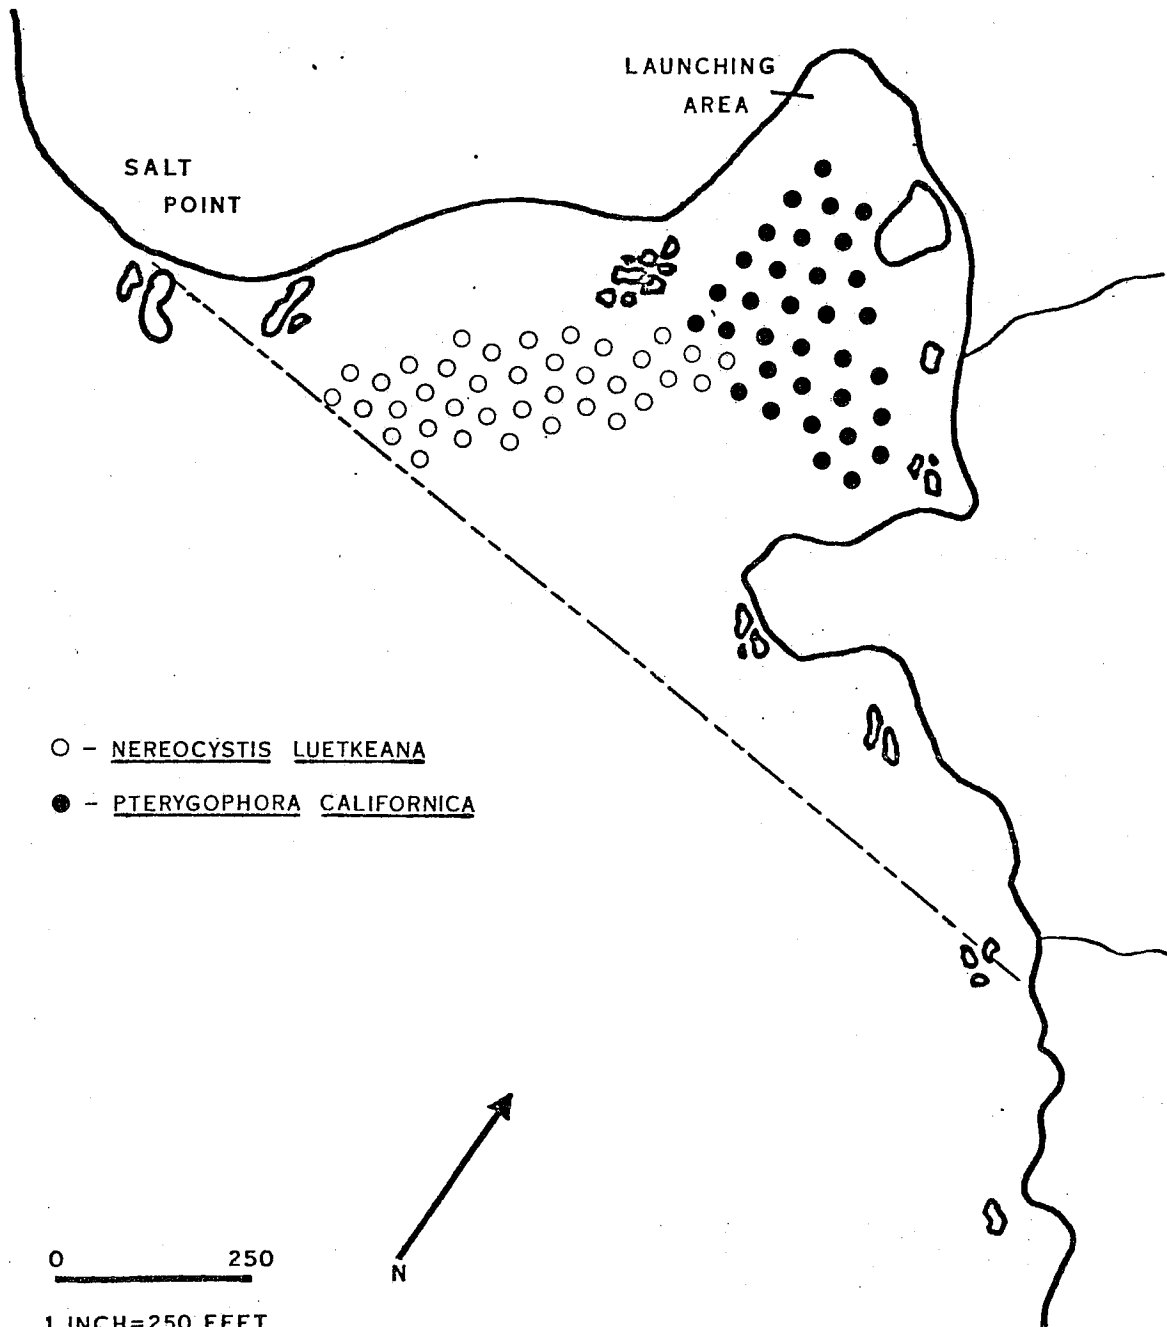 LAUNCHING
AREA
SALT
POINT
○ – NEREOCYSTIS LUETKEANA
● – PTERYGOPHORA CALIFORNICA
0 250
N
1 INCH=250 FEET